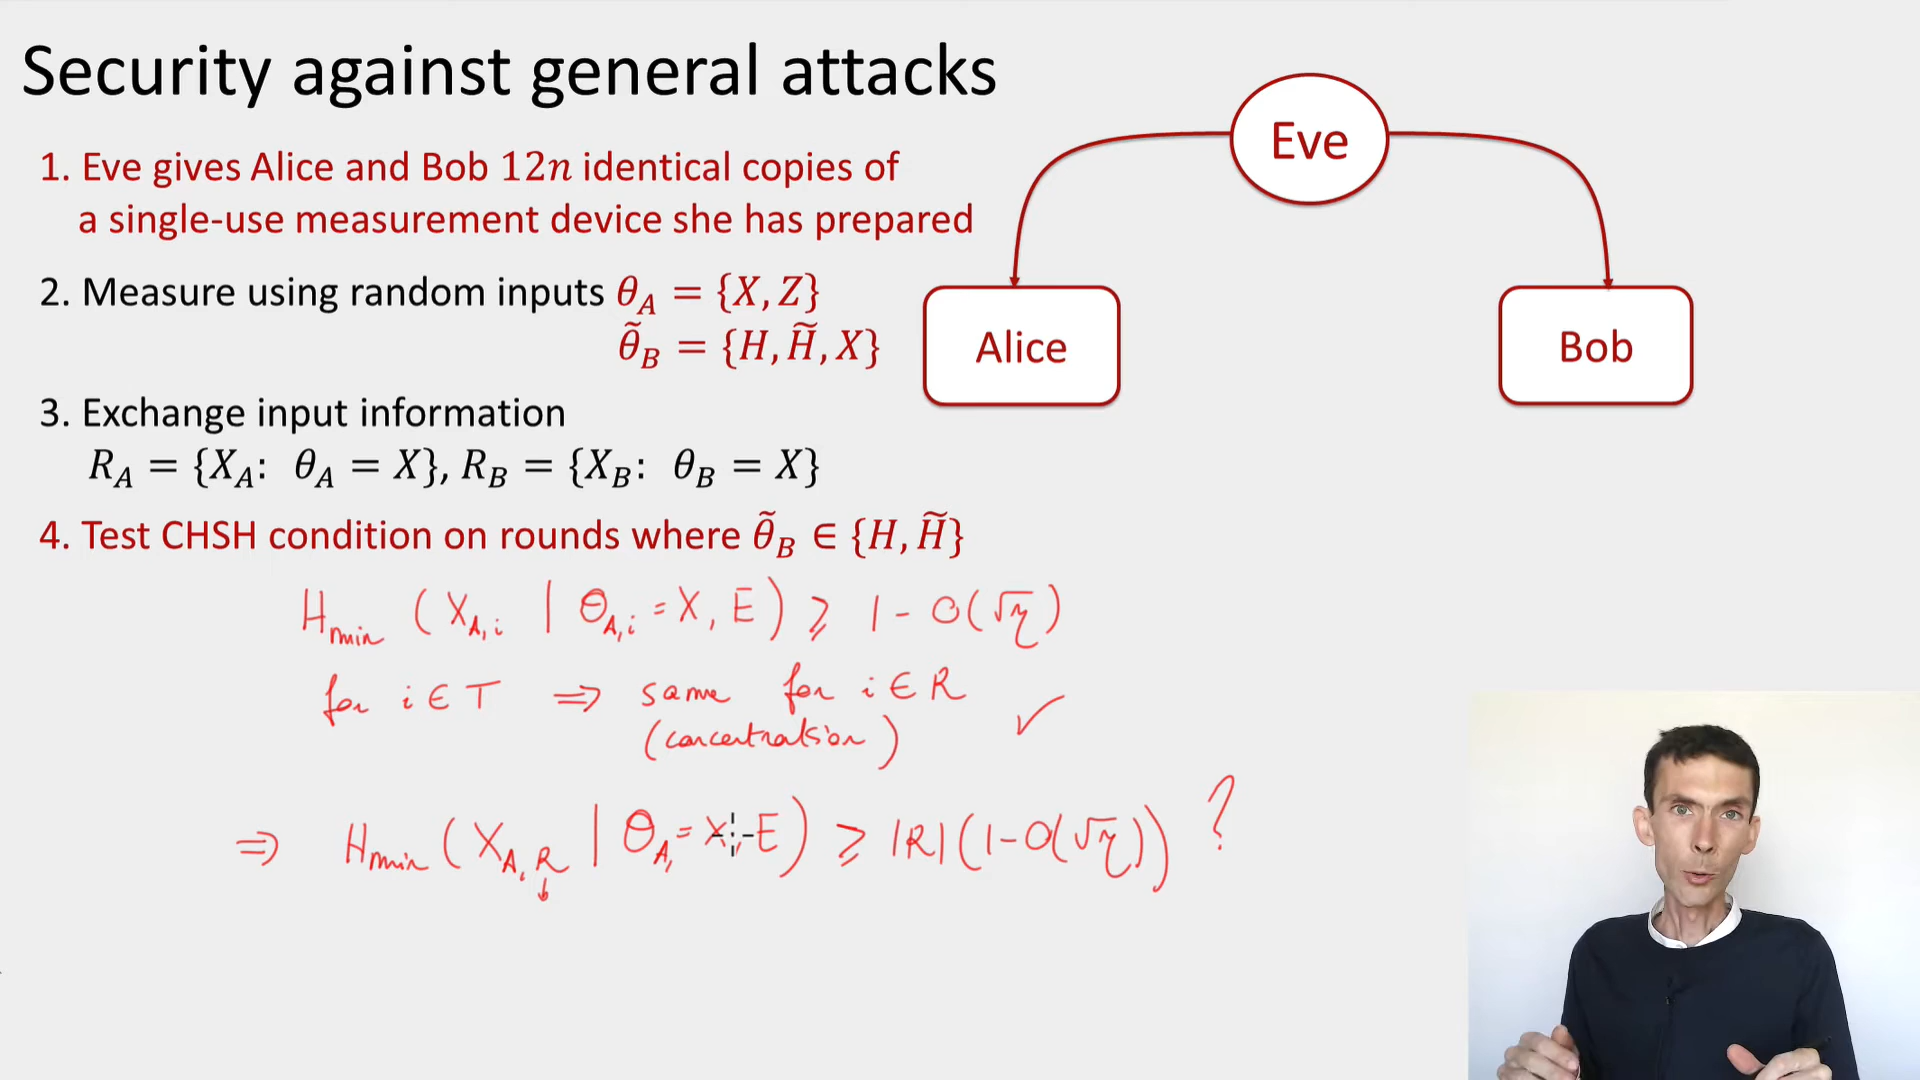 Security against general attacks
Eve
1. Eve gives Alice and Bob 12n identical copies of
a single-use measurement device she has prepared
2. Measure using random inputs θ_A = {X, Z}
θ̃_B = {H, H̃, X}
Alice
Bob
3. Exchange input information
R_A = {X_A: θ_A = X}, R_B = {X_B: θ_B = X}
4. Test CHSH condition on rounds where θ̃_B ∈ {H, H̃}
H_min (X_{A,i} | Θ_{A,i} = X, E) ≥ 1 - O(√η)
for i ∈ T ⇒ same for i ∈ R ✓
(concentration)
⇒ H_min (X_{A,R} | Θ_A, = X, E) ≥ |R| (1 - O(√η)) ?